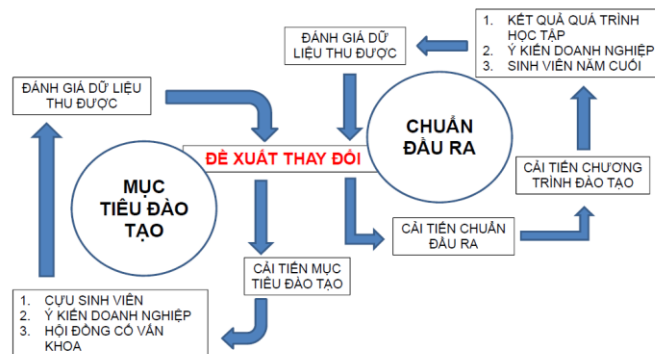 1. KẾT QUẢ QUÁ TRÌNH
HỌC TẬP
2. Ý KIẾN DOANH NGHIỆP
3. SINH VIÊN NĂM CUỐI
ĐÁNH GIÁ DỮ
LIỆU THU ĐƯỢC
ĐÁNH GIÁ DỮ LIỆU
THU ĐƯỢC
CHUẨN
ĐẦU RA
ĐỀ XUẤT THAY ĐỔI
CẢI TIẾN CHƯƠNG
TRÌNH ĐÀO TẠO
MỤC
TIÊU ĐÀO
TẠO
CẢI TIẾN CHUẨN
ĐẦU RA
CẢI TIẾN MỤC
TIÊU ĐÀO TẠO
1. CỰU SINH VIÊN
2. Ý KIẾN DOANH NGHIỆP
3. HỘI ĐỒNG CỐ VẤN
KHOA